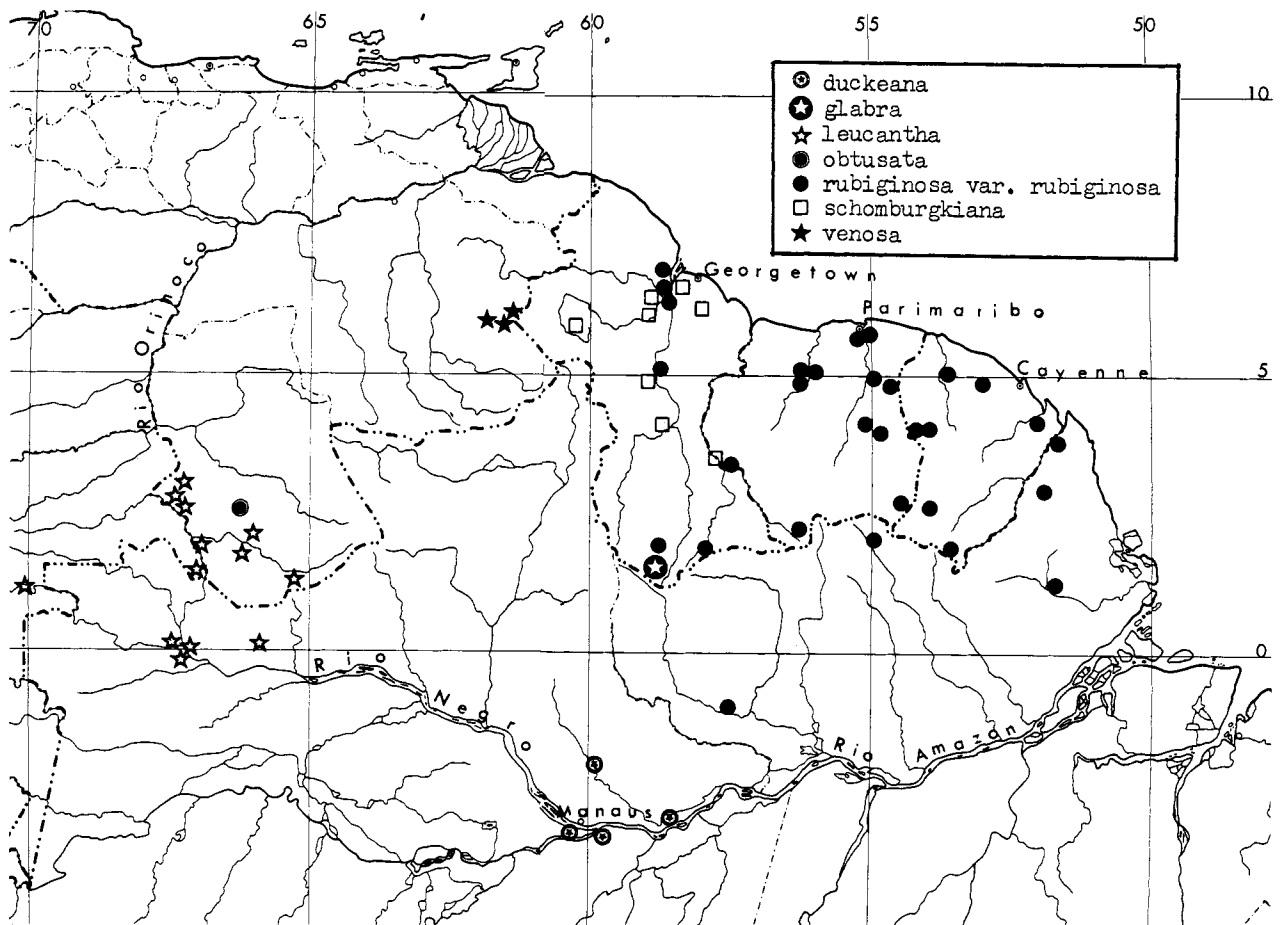 70 65 60 55 50
duckeana
glabra
leucantha
obtusata
rubiginosa var. rubiginosa
schomburgkiana
venosa
10
Georgetown
Parimaribo
Rio Orinoco
Cayenne
5
0
Rio Negro
Rio Amazon
Manaus